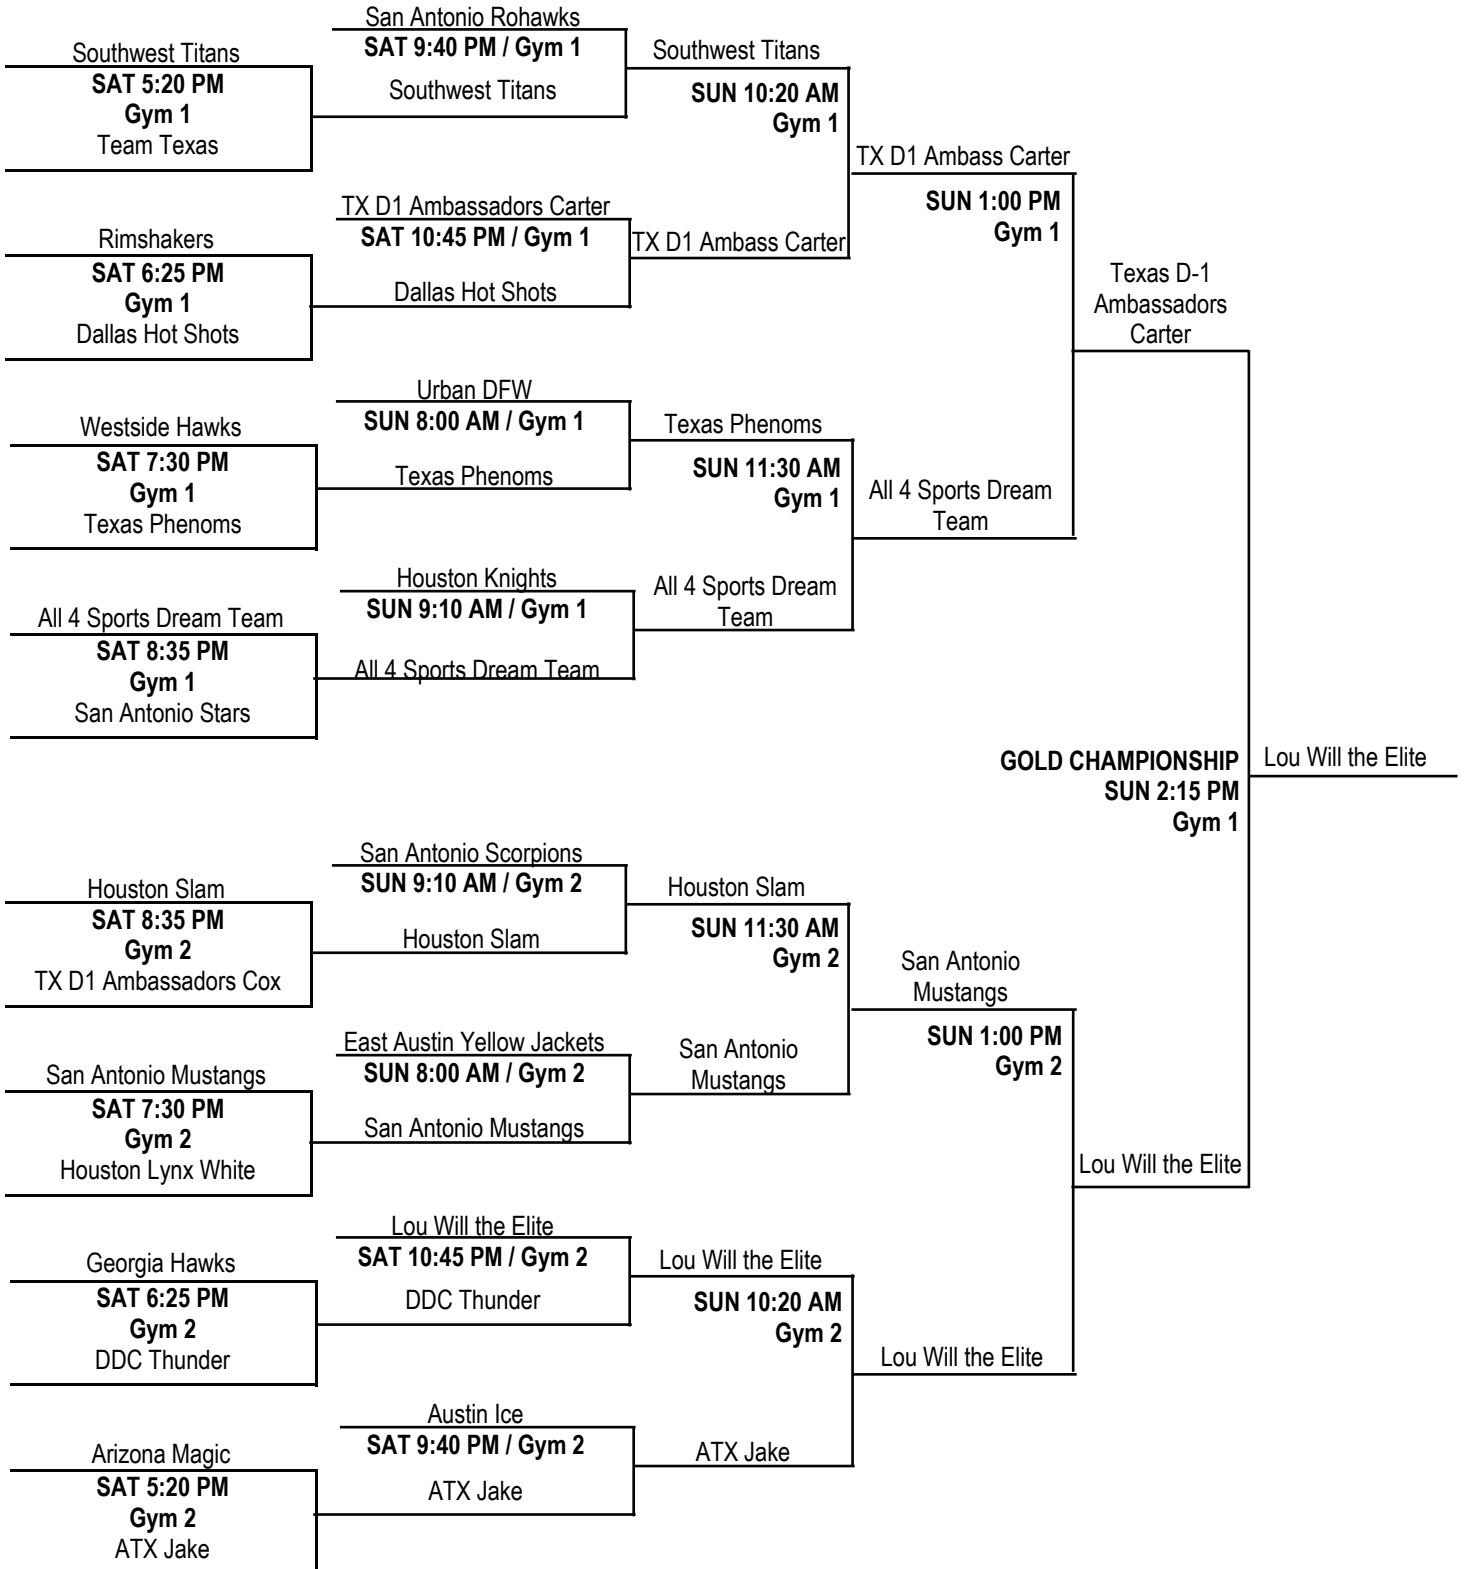 San Antonio Rohawks
SAT 9:40 PM / Gym 1
Southwest Titans
Southwest Titans
SAT 5:20 PM
Gym 1
Team Texas
Southwest Titans
SUN 10:20 AM
Gym 1
TX D1 Ambass Carter
SUN 1:00 PM
Gym 1
TX D1 Ambassadors Carter
SAT 10:45 PM / Gym 1
TX D1 Ambass Carter
Rimshakers
SAT 6:25 PM
Gym 1
Dallas Hot Shots
Dallas Hot Shots
Texas D-1
Ambassadors
Carter
Urban DFW
SUN 8:00 AM / Gym 1
Texas Phenoms
Westside Hawks
SAT 7:30 PM
Gym 1
Texas Phenoms
Texas Phenoms
SUN 11:30 AM
Gym 1
All 4 Sports Dream
Team
Houston Knights
SUN 9:10 AM / Gym 1
All 4 Sports Dream
Team
All 4 Sports Dream Team
SAT 8:35 PM
Gym 1
San Antonio Stars
All 4 Sports Dream Team
GOLD CHAMPIONSHIP
SUN 2:15 PM
Gym 1
Lou Will the Elite
San Antonio Scorpions
SUN 9:10 AM / Gym 2
Houston Slam
Houston Slam
SAT 8:35 PM
Gym 2
TX D1 Ambassadors Cox
Houston Slam
SUN 11:30 AM
Gym 2
San Antonio
Mustangs
SUN 1:00 PM
Gym 2
East Austin Yellow Jackets
SUN 8:00 AM / Gym 2
San Antonio
Mustangs
San Antonio Mustangs
SAT 7:30 PM
Gym 2
Houston Lynx White
San Antonio Mustangs
Lou Will the Elite
Lou Will the Elite
SAT 10:45 PM / Gym 2
Lou Will the Elite
Georgia Hawks
SAT 6:25 PM
Gym 2
DDC Thunder
DDC Thunder
SUN 10:20 AM
Gym 2
Lou Will the Elite
Austin Ice
SAT 9:40 PM / Gym 2
ATX Jake
Arizona Magic
SAT 5:20 PM
Gym 2
ATX Jake
ATX Jake